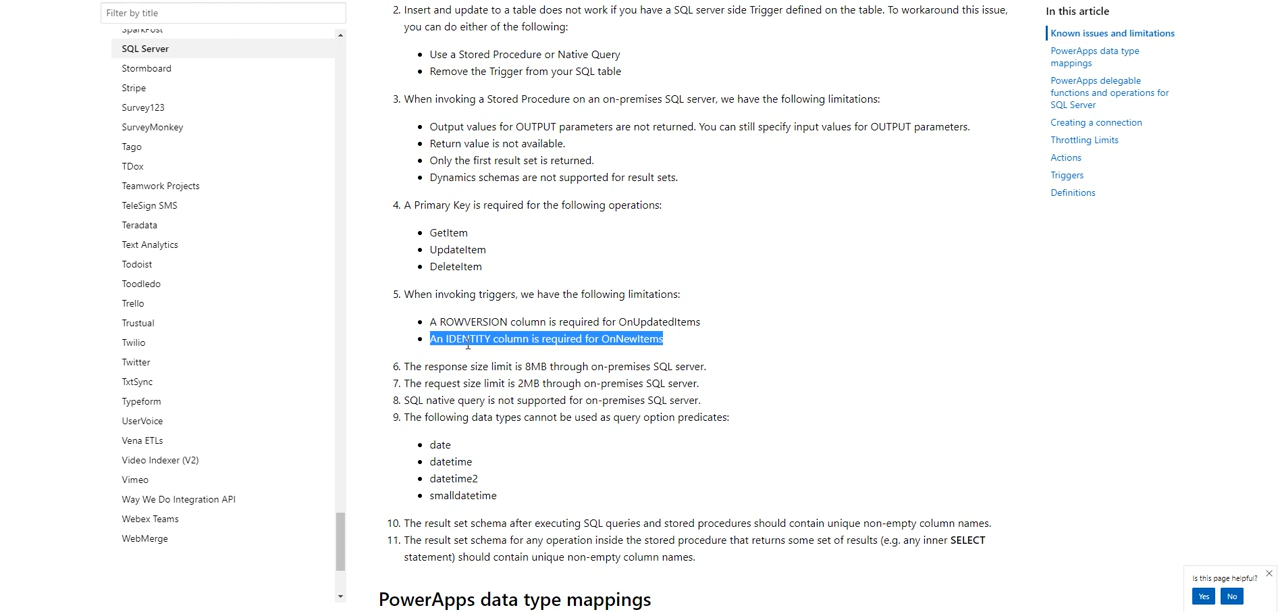 Filter by title
SparkPost
SQL Server
Stormboard
Stripe
Survey123
SurveyMonkey
Tago
TDox
Teamwork Projects
TeleSign SMS
Teradata
Text Analytics
Todoist
Toodledo
Trello
Trustual
Twilio
Twitter
TxtSync
Typeform
UserVoice
Vena ETLs
Video Indexer (V2)
Vimeo
Way We Do Integration API
Webex Teams
WebMerge
2. Insert and update to a table does not work if you have a SQL server side Trigger defined on the table. To workaround this issue,
you can do either of the following:
• Use a Stored Procedure or Native Query
• Remove the Trigger from your SQL table
3. When invoking a Stored Procedure on an on-premises SQL server, we have the following limitations:
• Output values for OUTPUT parameters are not returned. You can still specify input values for OUTPUT parameters.
• Return value is not available.
• Only the first result set is returned.
• Dynamics schemas are not supported for result sets.
4. A Primary Key is required for the following operations:
• GetItem
• UpdateItem
• DeleteItem
5. When invoking triggers, we have the following limitations:
• A ROWVERSION column is required for OnUpdatedItems
• An IDENTITY column is required for OnNewItems
6. The response size limit is 8MB through on-premises SQL server.
7. The request size limit is 2MB through on-premises SQL server.
8. SQL native query is not supported for on-premises SQL server.
9. The following data types cannot be used as query option predicates:
• date
• datetime
• datetime2
• smalldatetime
10. The result set schema after executing SQL queries and stored procedures should contain unique non-empty column names.
11. The result set schema for any operation inside the stored procedure that returns some set of results (e.g. any inner SELECT
statement) should contain unique non-empty column names.
PowerApps data type mappings
In this article
Known issues and limitations
PowerApps data type
mappings
PowerApps delegable
functions and operations for
SQL Server
Creating a connection
Throttling Limits
Actions
Triggers
Definitions
Is this page helpful?
Yes
No